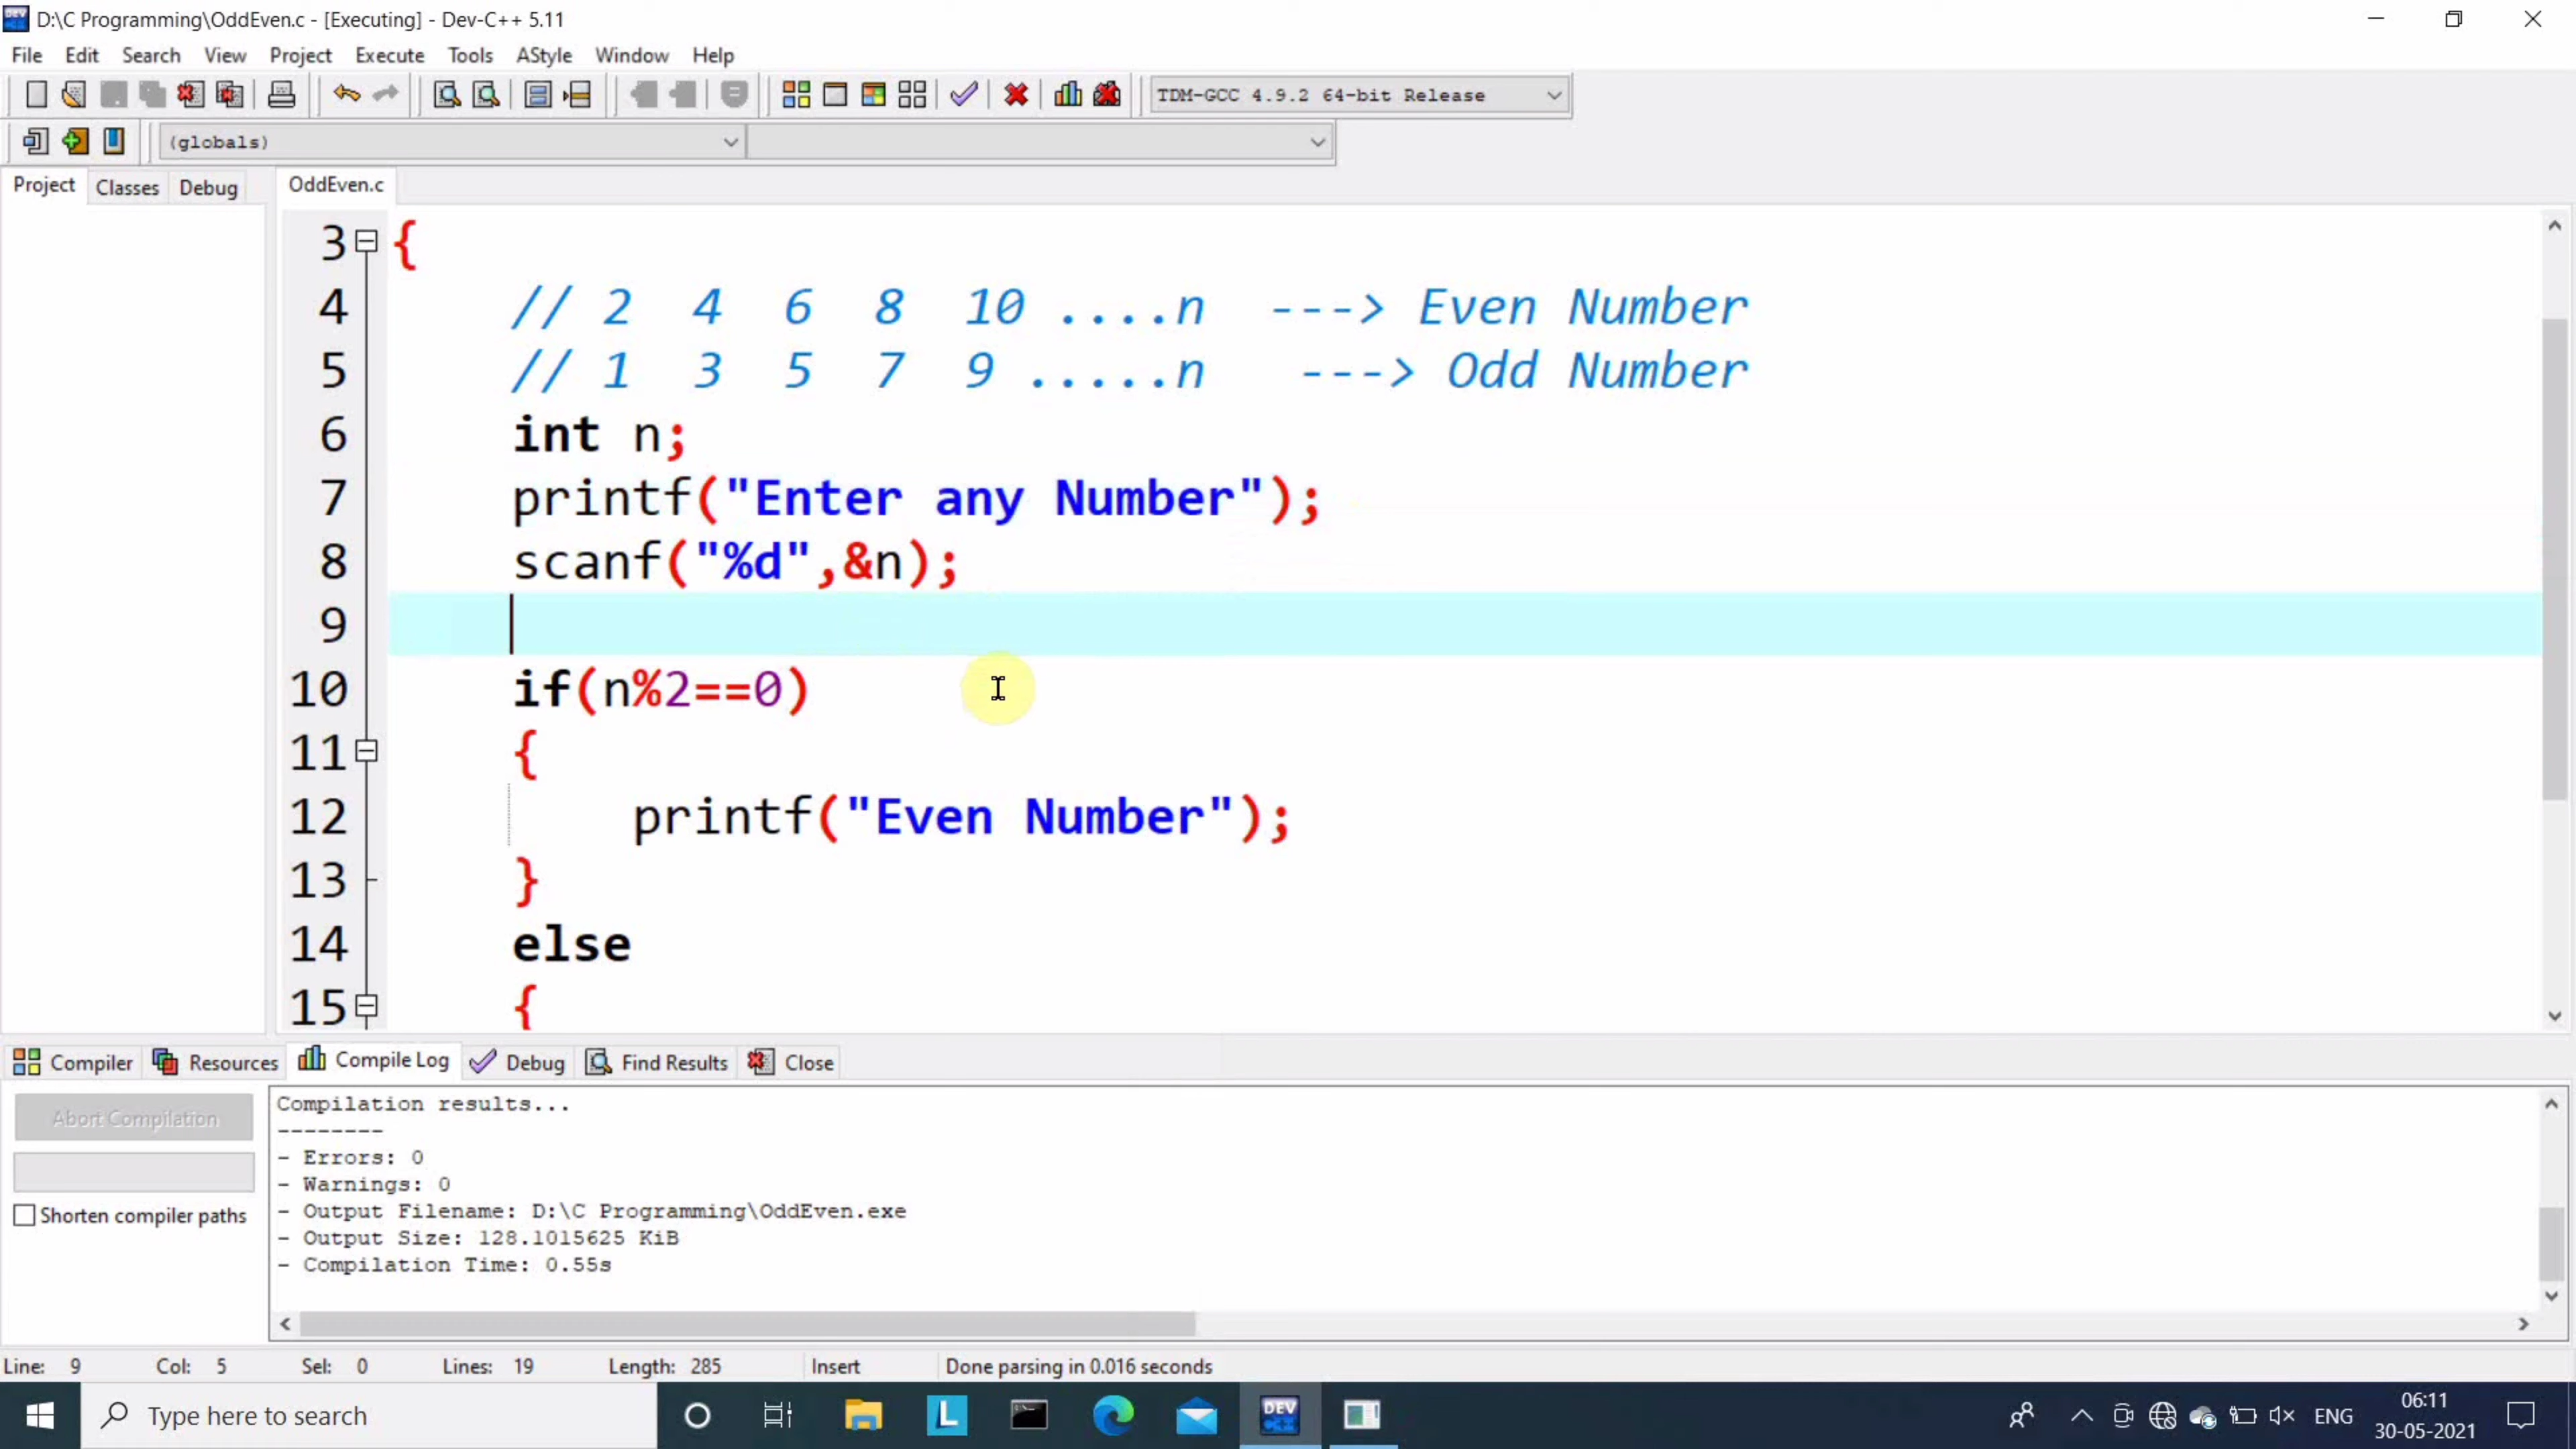 D:\C Programming\OddEven.c - [Executing] - Dev-C++ 5.11
File Edit Search View Project Execute Tools AStyle Window Help
TDM-GCC 4.9.2 64-bit Release
(globals)
Project Classes Debug OddEven.c
3 {
4 // 2 4 6 8 10 ....n ---> Even Number
5 // 1 3 5 7 9 .....n ---> Odd Number
6 int n;
7 printf("Enter any Number");
8 scanf("%d",&n);
9
10 if(n%2==0)
11 {
12 printf("Even Number");
13 }
14 else
15 {
Compiler Resources Compile Log Debug Find Results Close
Abort Compilation
Shorten compiler paths
Compilation results...
--------
- Errors: 0
- Warnings: 0
- Output Filename: D:\C Programming\OddEven.exe
- Output Size: 128.1015625 KiB
- Compilation Time: 0.55s
Line: 9 Col: 5 Sel: 0 Lines: 19 Length: 285 Insert Done parsing in 0.016 seconds
Type here to search
L
DEV C++
ENG
06:11
30-05-2021